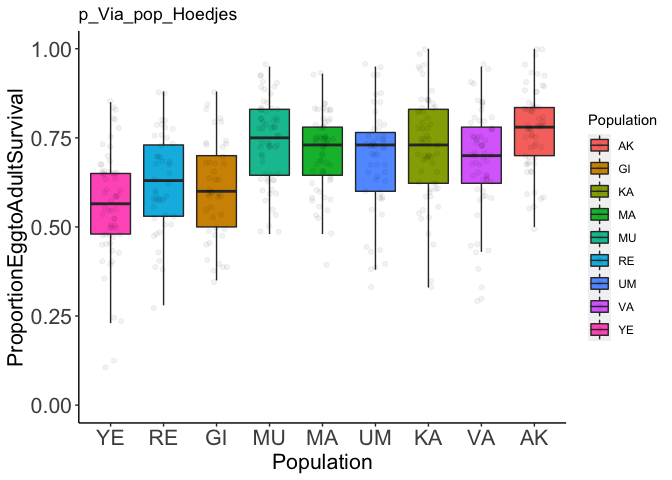 p_Via_pop_Hoedjes
ProportionEggtoAdultSurvival
1.00
0.75
0.50
0.25
0.00
YE RE GI MU MA UM KA VA AK
Population
Population
AK
GI
KA
MA
MU
RE
UM
VA
YE